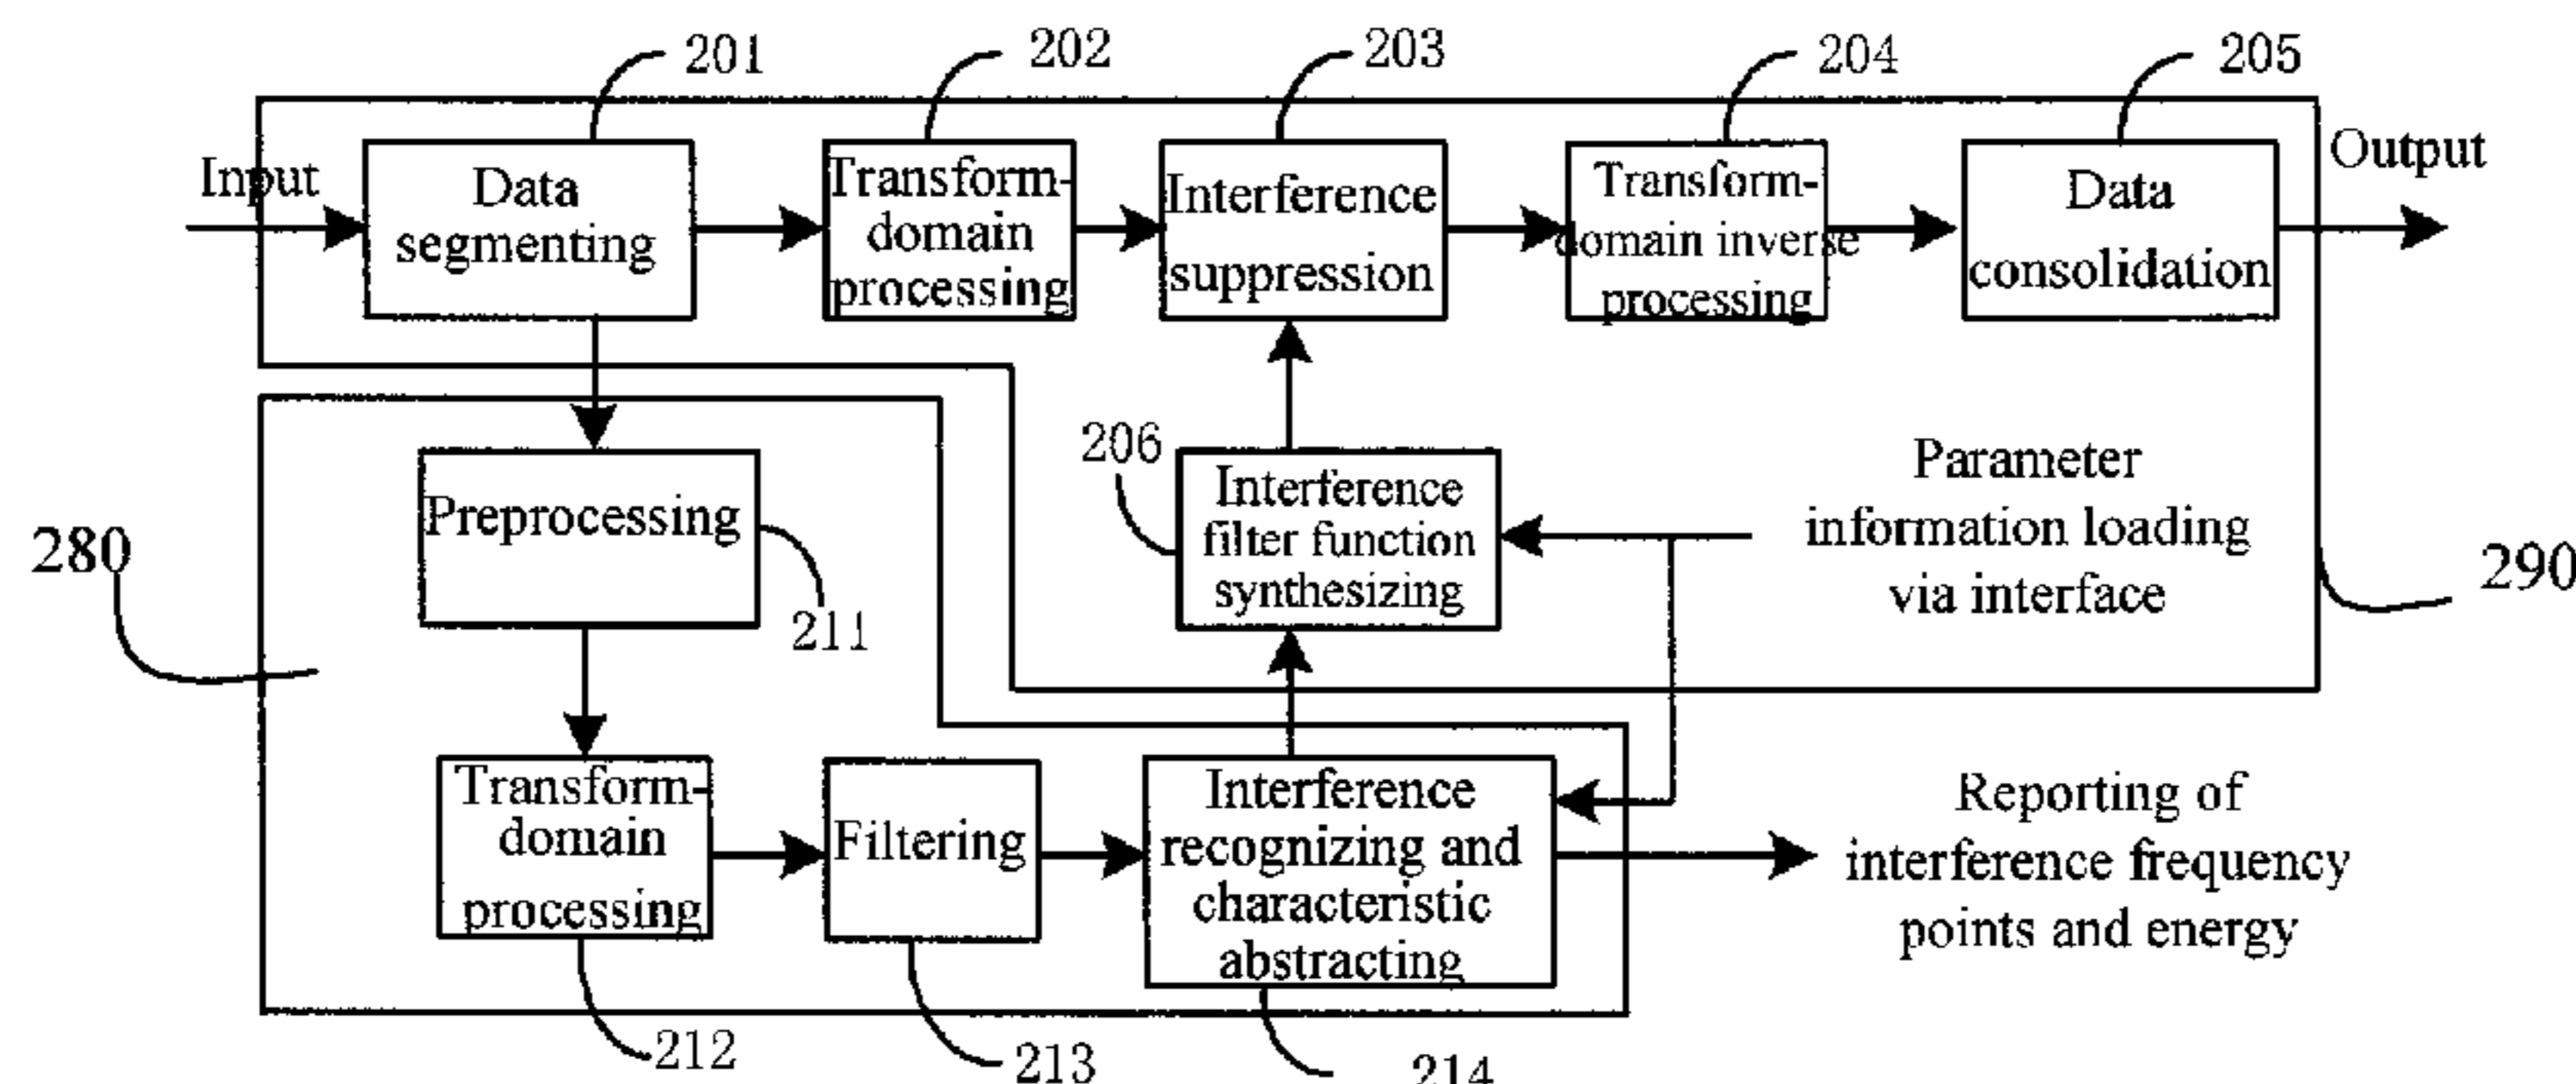 201
202
203
204
205
Input
Data
segmenting
Transform-
domain
processing
Interference
suppression
Transform-
domain inverse
processing
Data
consolidation
Output
280
Preprocessing
211
206
Interference
filter function
synthesizing
Parameter
information loading
via interface
290
Transform-
domain
processing
Filtering
Interference
recognizing and
characteristic
abstracting
Reporting of
interference frequency
points and energy
212
213
214